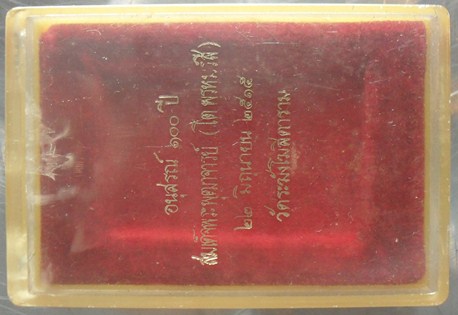 อนุสรณ์ ๑๐๐ ปี
สมเด็จพระพุฒาจารย์ (โต พรหมรังสี)
๒๒ มิถุนายน ๒๕๑๕
วัดระฆังโฆสิตาราม